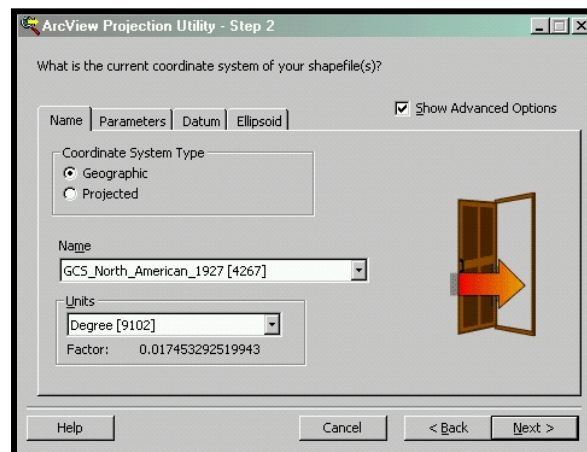 ArcView Projection Utility - Step 2
What is the current coordinate system of your shapefile(s)?
Show Advanced Options
Name Parameters Datum Ellipsoid
Coordinate System Type
Geographic
Projected
Name
GCS_North_American_1927 [4267]
Units
Degree [9102]
Factor: 0.017453292519943
Help Cancel < Back Next >